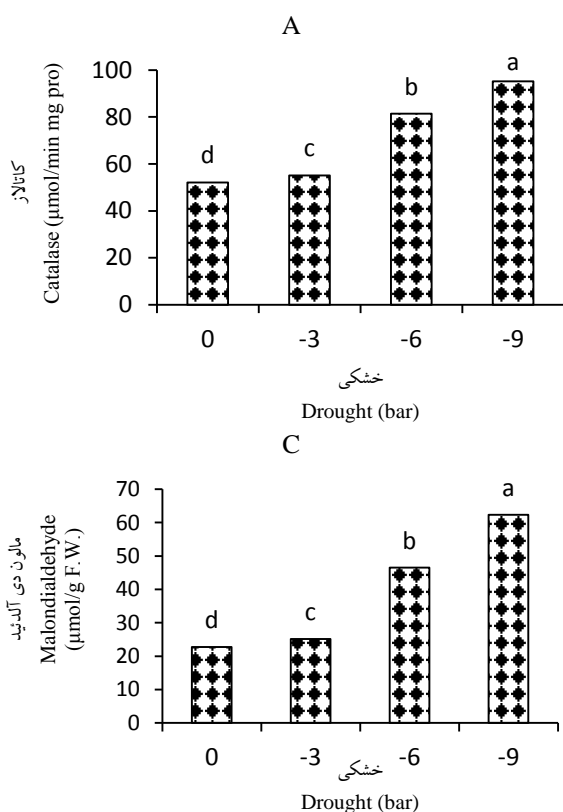 A
كاتالاز
Catalase (µmol/min mg pro)
100
80
60
40
20
0
d
c
b
a
0 -3 -6 -9
خشکی
Drought (bar)
C
مالون دی آلدئید
Malondialdehyde
(µmol/g F.W.)
70
60
50
40
30
20
10
0
d
c
b
a
0 -3 -6 -9
خشکی
Drought (bar)